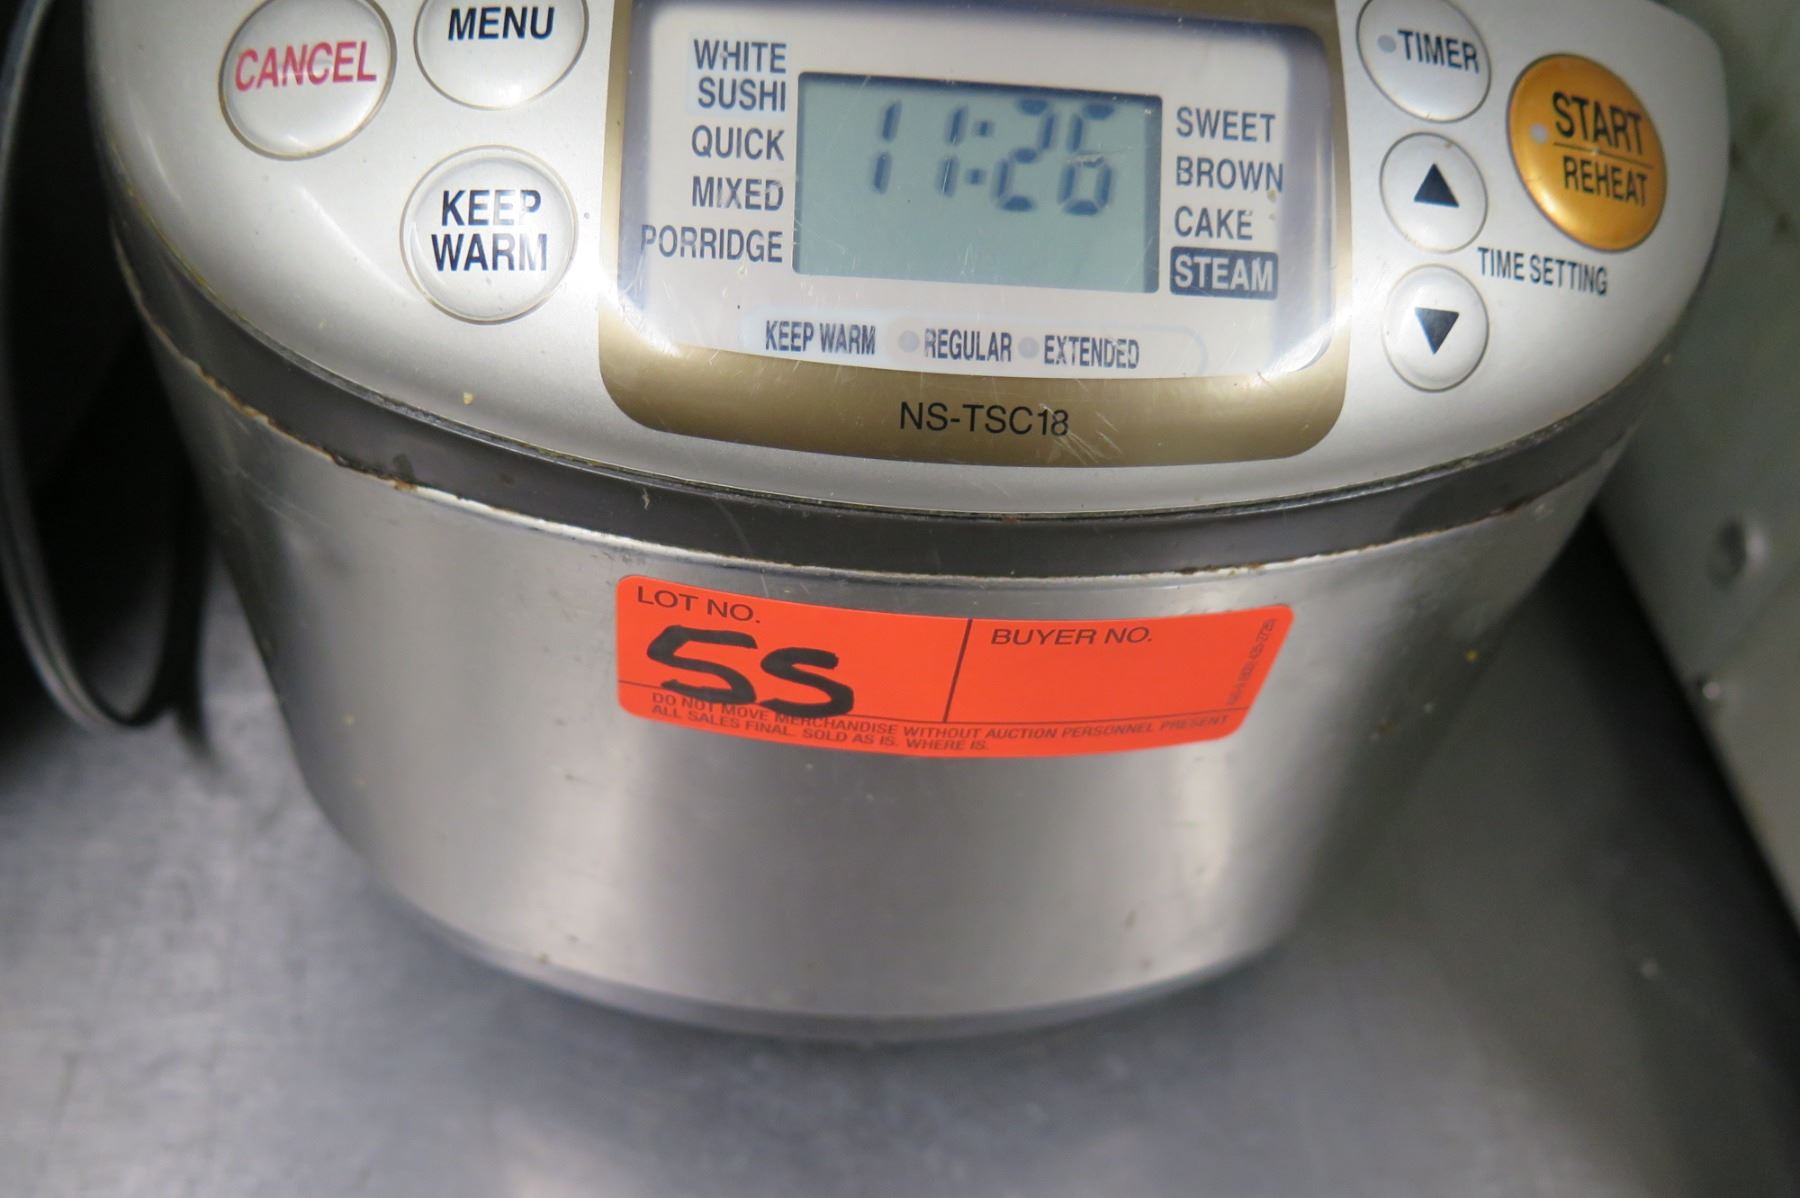 CANCEL
MENU
KEEP
WARM
WHITE
SUSHI
QUICK
MIXED
PORRIDGE
11:26
SWEET
BROWN
CAKE
STEAM
KEEP WARM REGULAR EXTENDED
NS-TSC18
TIMER
START
REHEAT
TIME SETTING
LOT NO.
5S
BUYER NO.
DO NOT MOVE MERCHANDISE WITHOUT AUCTION PERSONNEL PRESENT
ALL SALES FINAL. SOLD AS IS. WHERE IS.